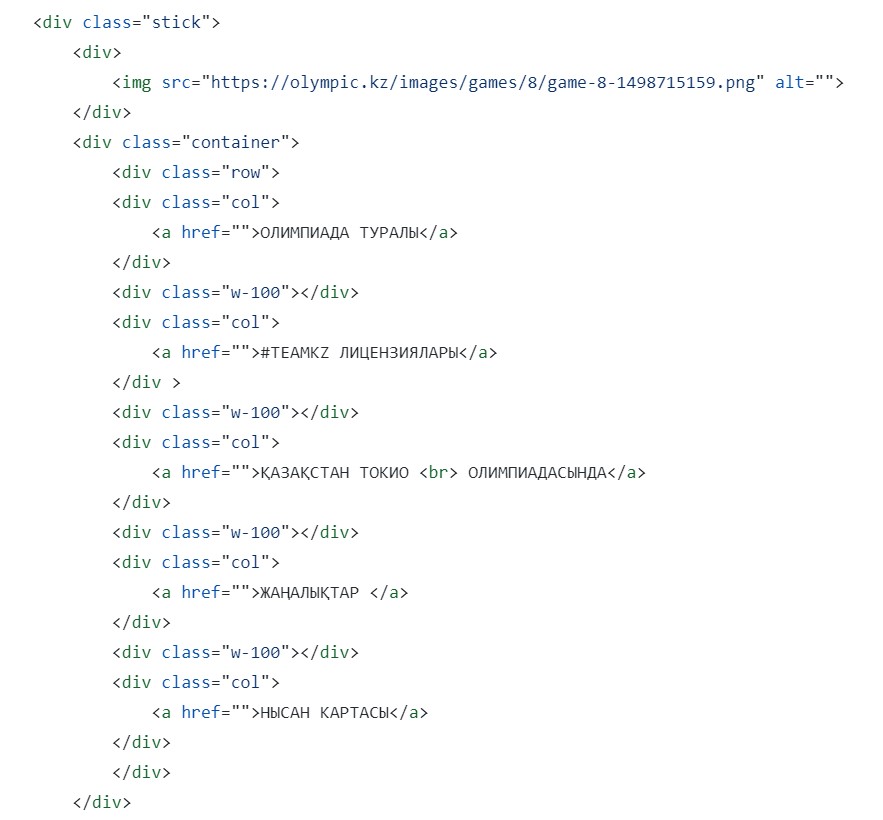 <div class="stick">
<div>
<img src="https://olympic.kz/images/games/8/game-8-1498715159.png" alt="">
</div>
<div class="container">
<div class="row">
<div class="col">
<a href="">ОЛИМПИАДА ТУРАЛЫ</a>
</div>
<div class="w-100"></div>
<div class="col">
<a href="">#TEAMKZ ЛИЦЕНЗИЯЛАРЫ</a>
</div >
<div class="w-100"></div>
<div class="col">
<a href="">ҚАЗАҚСТАН ТОКИО <br> ОЛИМПИАДАСЫНДА</a>
</div>
<div class="w-100"></div>
<div class="col">
<a href="">ЖАҢАЛЫҚТАР </a>
</div>
<div class="w-100"></div>
<div class="col">
<a href="">НЫСАН КАРТАСЫ</a>
</div>
</div>
</div>